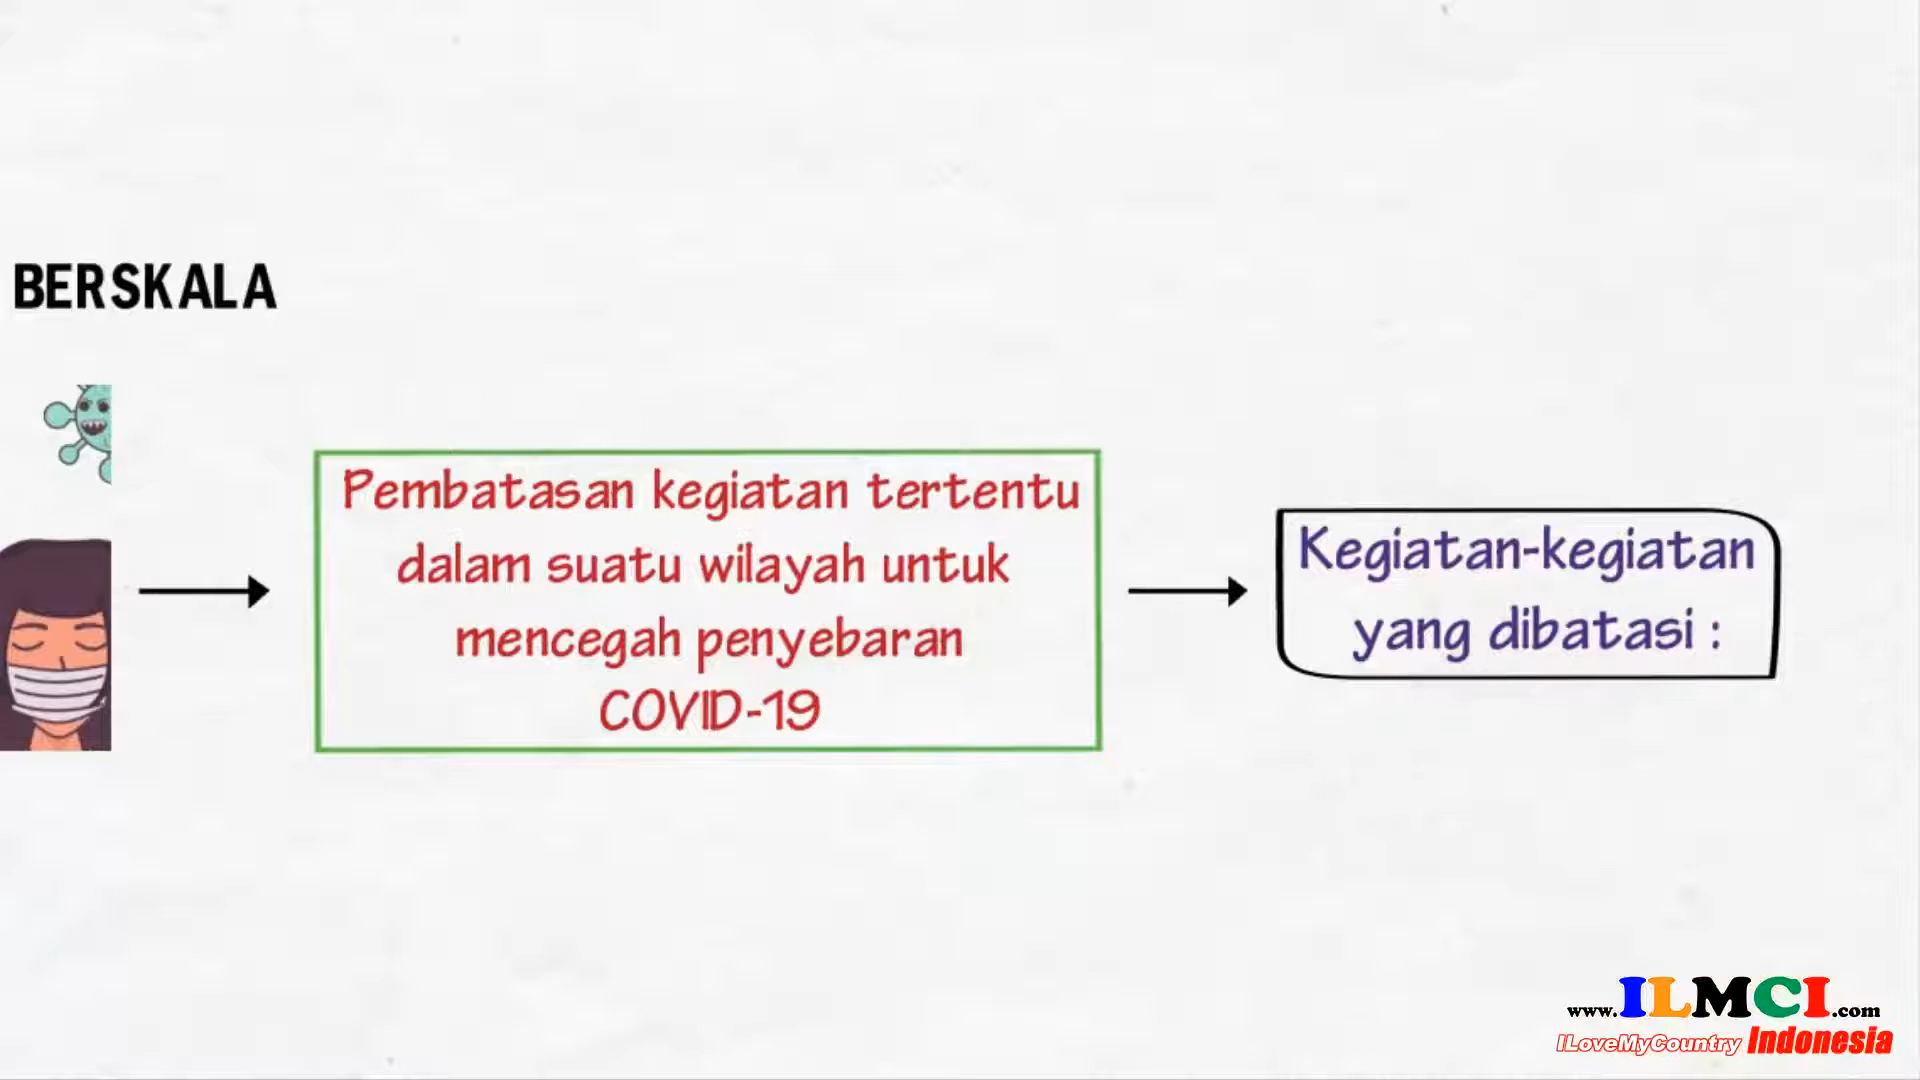 BERSKALA
Pembatasan kegiatan tertentu
dalam suatu wilayah untuk
mencegah penyebaran
COVID-19
Kegiatan-kegiatan
yang dibatasi :
www.ILMCI.com
ILoveMyCountry Indonesia